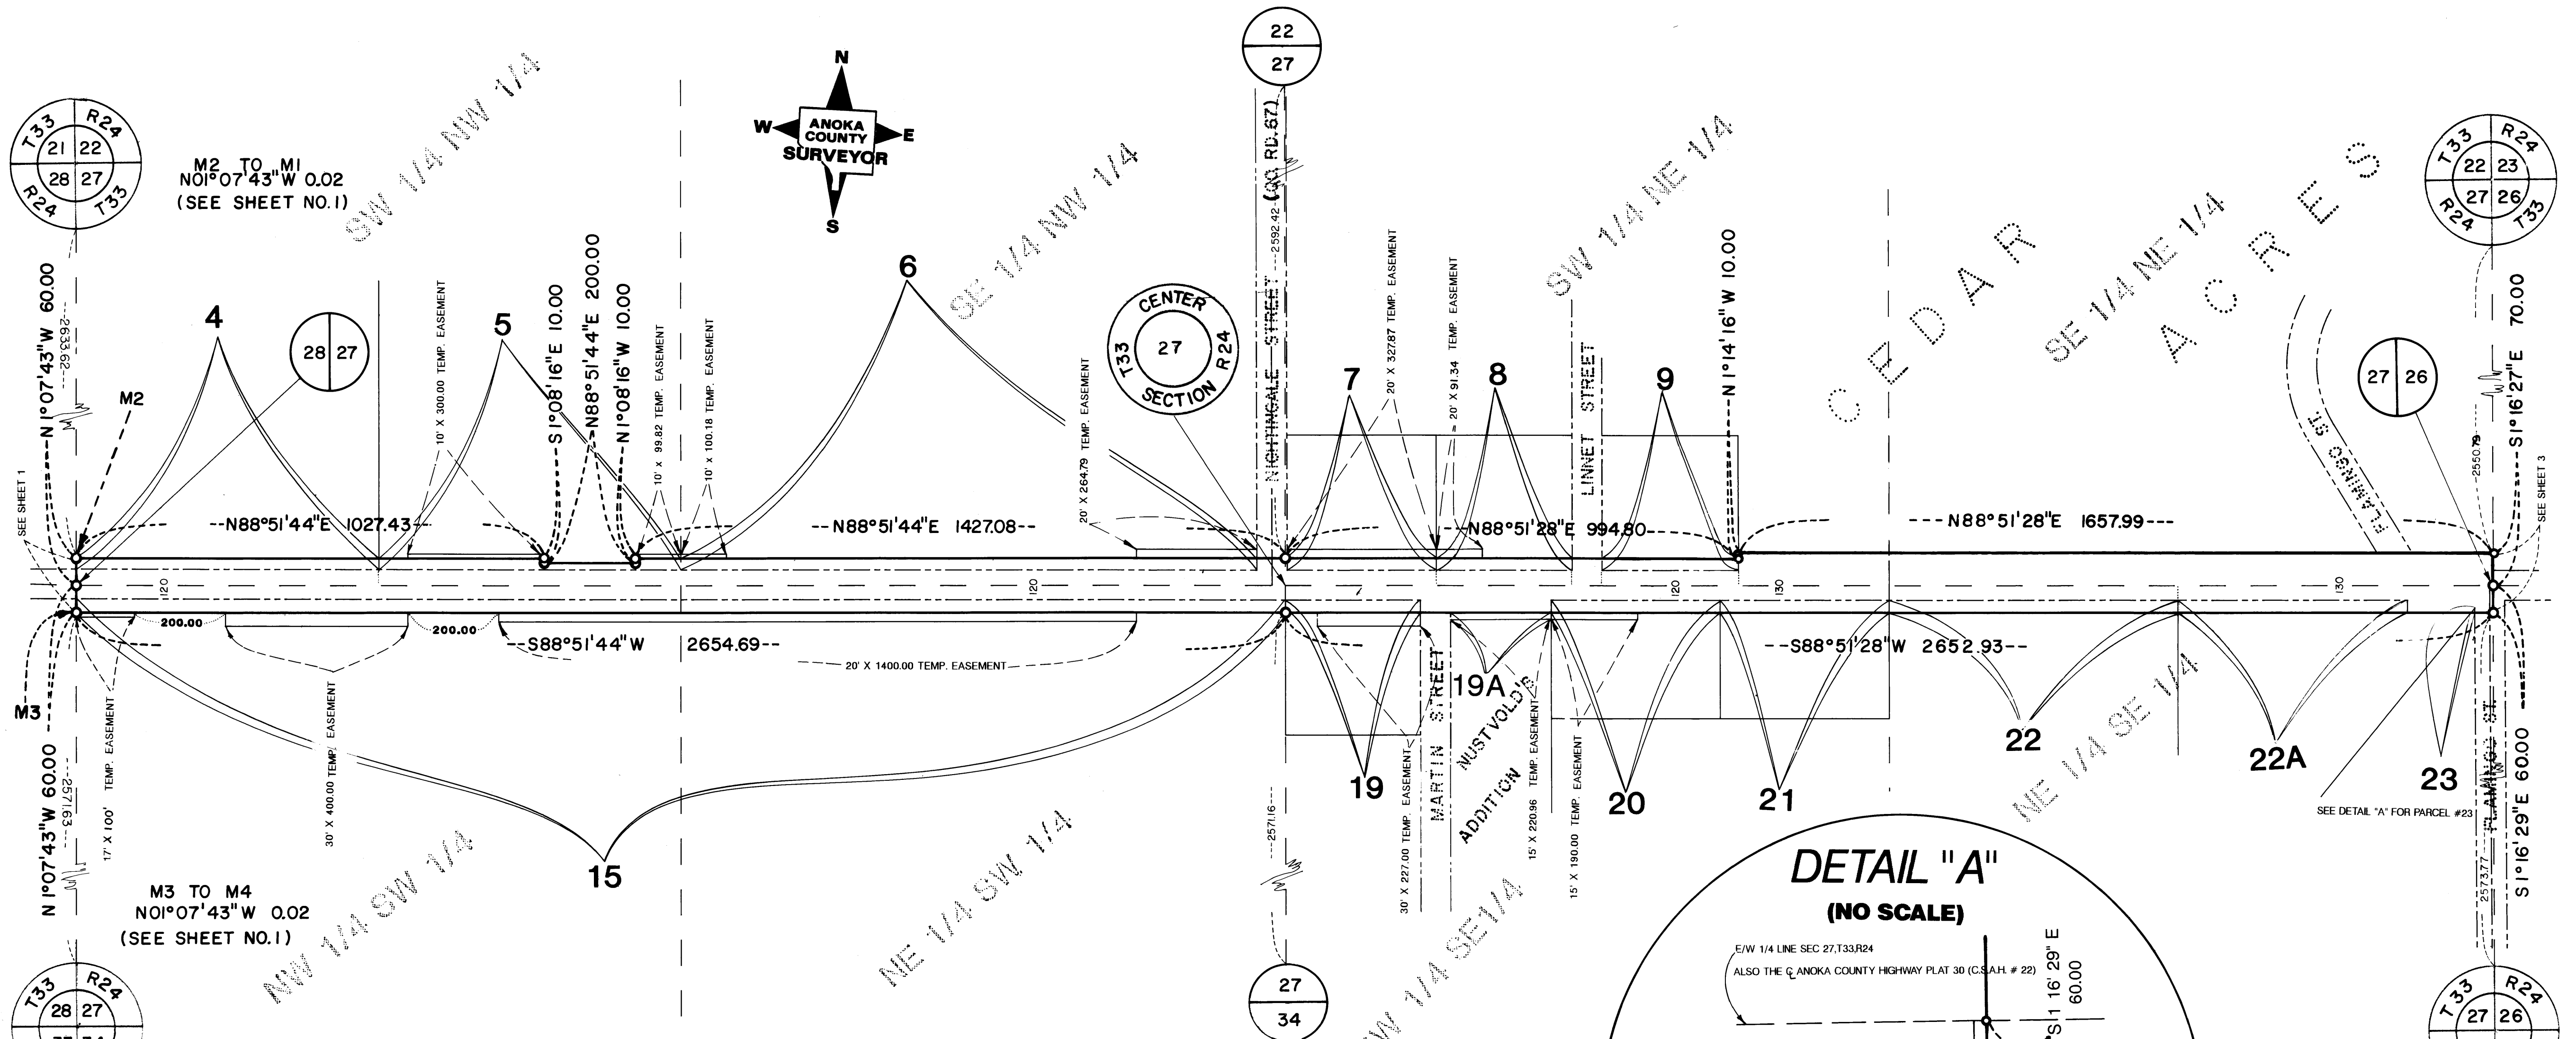 22
27
N
W
ANOKA
COUNTY
SURVEYOR
E
S
T33 R24
21 22
28 27
R24 T33
M2 TO M1
N01°07'43"W 0.02
(SEE SHEET NO.1)
SW 1/4 NW 1/4
SE 1/4 NW 1/4
SW 1/4 NE 1/4
SE 1/4 NE 1/4
CEDAR
ACRES
T33 R24
22 23
27 26
R24 T33
N1°07'43"W 60.00
---2633.62---
4
28 27
M2
SEE SHEET 1
10' X 300.00 TEMP. EASEMENT
5
S1°08'16"E 10.00
N88°51'44"E 200.00
N1°08'16"W 10.00
10' X 99.82 TEMP. EASEMENT
10' X 100.18 TEMP. EASEMENT
6
20' X 264.79 TEMP. EASEMENT
CENTER
T33 27 R24
SECTION
NIGHTINGALE STREET
(CO. RD. 67)
2592.42
7
20' X 327.87 TEMP. EASEMENT
20' X 91.34 TEMP. EASEMENT
8
LINNET STREET
9
N1°14'16"W 10.00
FLAMINGO ST.
27 26
2550.79
S1°16'27"E 70.00
SEE SHEET 3
--N88°51'44"E 1027.43--
--N88°51'44"E 1427.08--
--N88°51'28"E 994.80--
---N88°51'28"E 1657.99---
120
120
120
130
130
200.00
200.00
--S88°51'44"W 2654.69--
20' X 1400.00 TEMP. EASEMENT
--S88°51'28"W 2652.93--
M3
N1°07'43"W 60.00
--2571.63--
17' X 100' TEMP. EASEMENT
30' X 400.00 TEMP. EASEMENT
15
--2571.16--
19
30' X 227.00 TEMP. EASEMENT
MARTIN STREET
19A
NUSTVOLD'S
ADDITION
15' X 220.96 TEMP. EASEMENT
15' X 190.00 TEMP. EASEMENT
20
21
22
22A
23
SEE DETAIL "A" FOR PARCEL #23
FLAMINGO ST.
2573.77
S1°16'29"E 60.00
M3 TO M4
N01°07'43"W 0.02
(SEE SHEET NO.1)
NW 1/4 SW 1/4
NE 1/4 SW 1/4
NW 1/4 SE 1/4
NE 1/4 SE 1/4
DETAIL "A"
(NO SCALE)
E/W 1/4 LINE SEC 27,T33,R24
ALSO THE ℄ ANOKA COUNTY HIGHWAY PLAT 30 (C.S.A.H. # 22)
S 1 16' 29" E
60.00
T33 R24
28 27
27
34
T33 R24
27 26